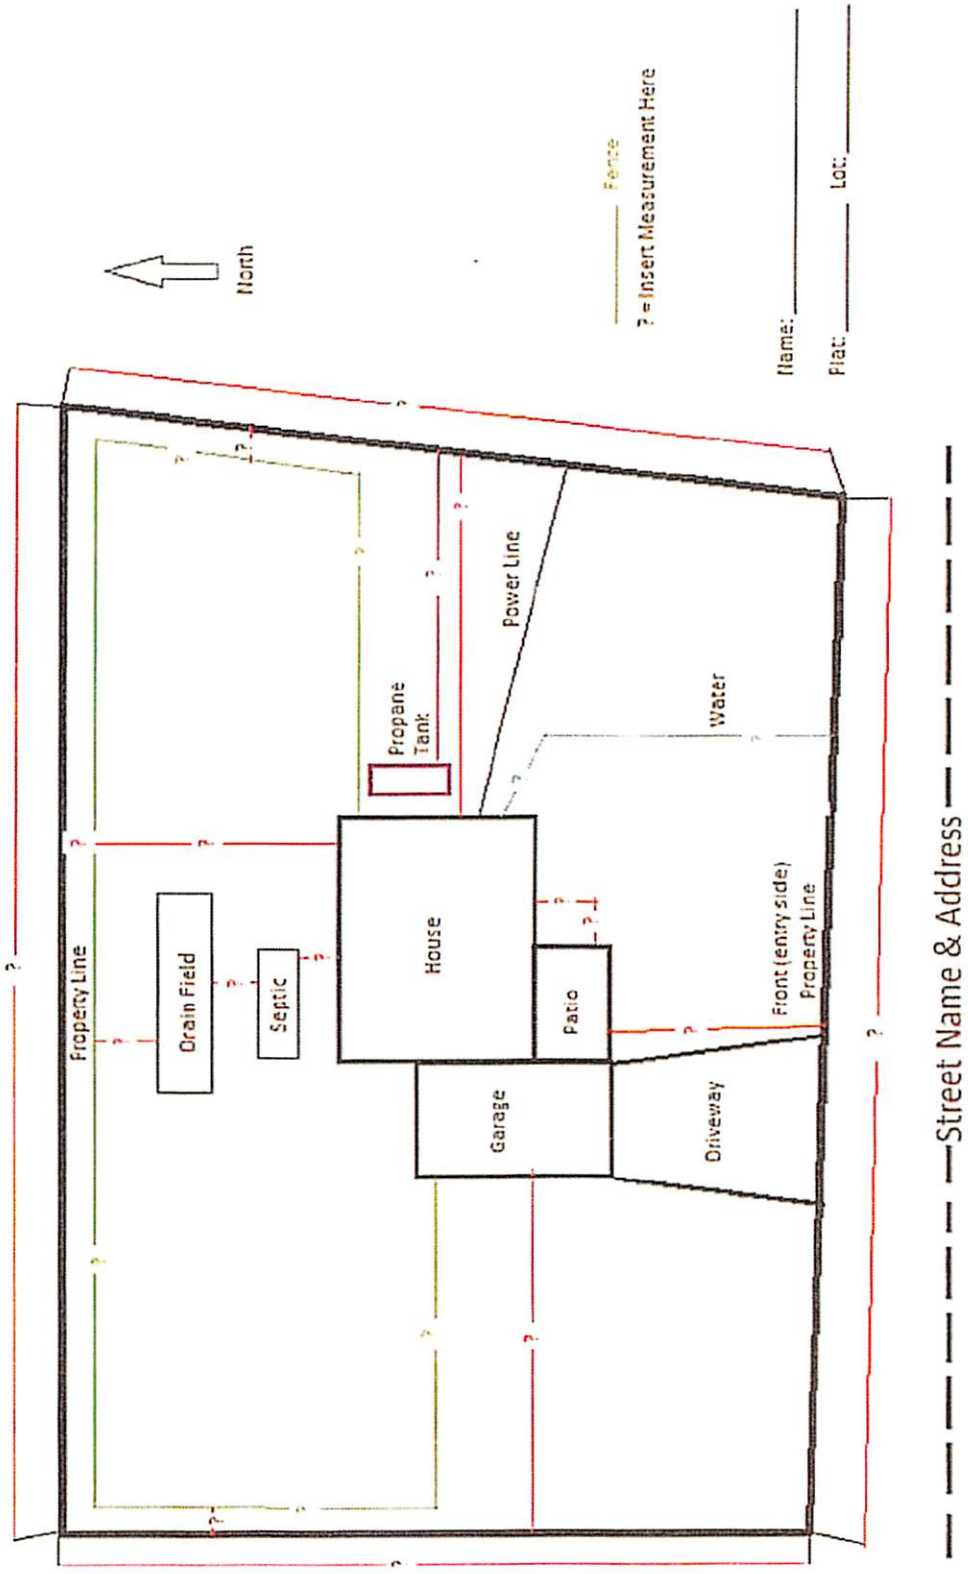 ?
?
Property Line
?
?
?
?
Drain Field
?
?
Septic
?
?
House
Propane
Tank
?
?
?
Power Line
?
Garage
Patio
?
?
?
Water
?
?
?
Driveway
Front (entry side)
Property Line
?
?
?
?
Street Name & Address
North
Fence
? = Insert Measurement Here
Name:
Plat: Lot: